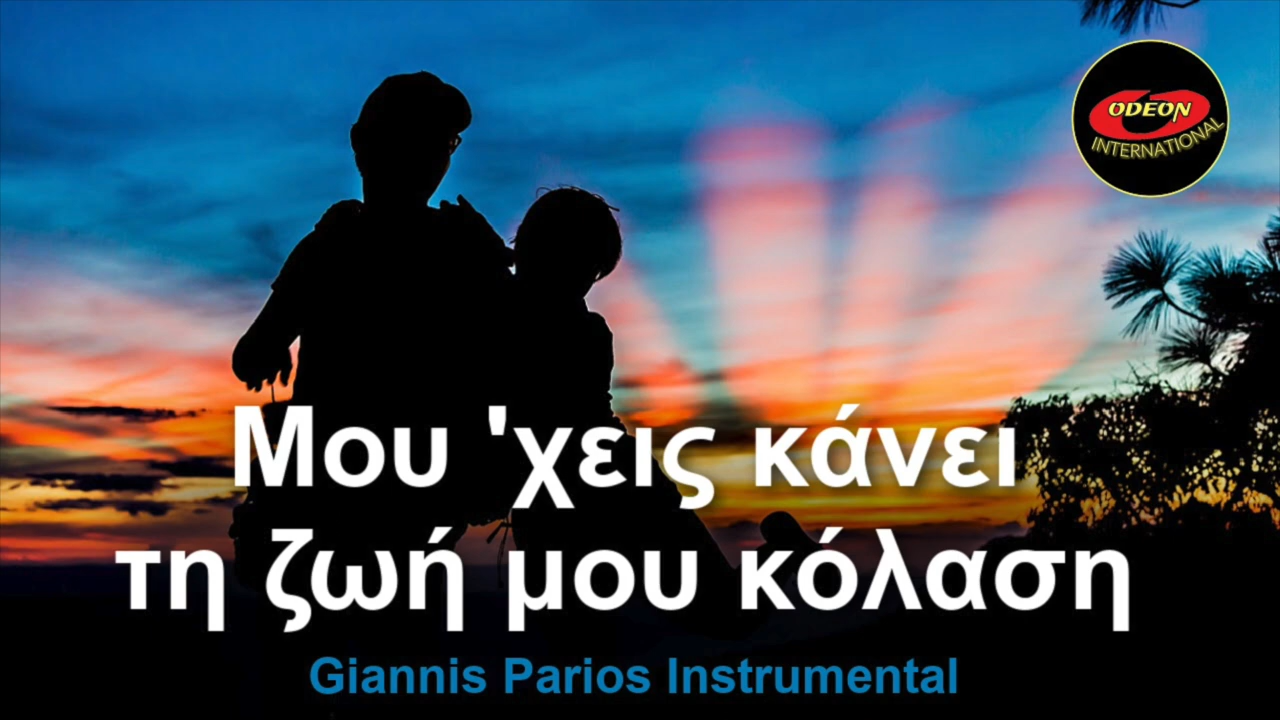 ODEON
INTERNATIONAL
Μου 'χεις κάνει
τη ζωή μου κόλαση
Giannis Parios Instrumental